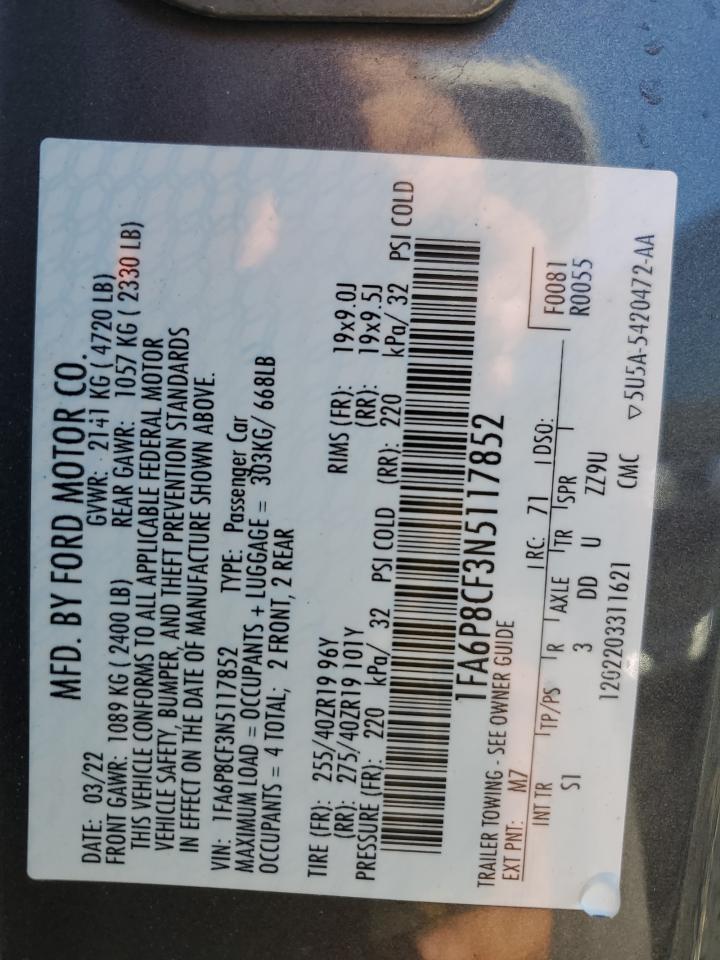 MFD. BY FORD MOTOR CO.
DATE: 03/22 GVWR: 2141 KG ( 4720 LB)
FRONT GAWR: 1089 KG ( 2400 LB) REAR GAWR: 1057 KG ( 2330 LB)
THIS VEHICLE CONFORMS TO ALL APPLICABLE FEDERAL MOTOR
VEHICLE SAFETY, BUMPER, AND THEFT PREVENTION STANDARDS
IN EFFECT ON THE DATE OF MANUFACTURE SHOWN ABOVE.
VIN: 1FA6P8CF3N5117852 TYPE: Passenger Car
MAXIMUM LOAD = OCCUPANTS + LUGGAGE = 303KG/ 668LB
OCCUPANTS = 4 TOTAL; 2 FRONT, 2 REAR
TIRE (FR): 255/40ZR19 96Y RIMS (FR): 19x9.0J
(RR): 275/40ZR19 101Y (RR): 19x9.5J
PRESSURE (FR): 220 kPa/ 32 PSI COLD (RR): 220 kPa/ 32 PSI COLD
1FA6P8CF3N5117852
TRAILER TOWING - SEE OWNER GUIDE
EXT PNT: M7 RC: 71 DSO: F0081
INT TR TP/PS R AXLE TR SPR R0055
S1 3 DD U ZZ9U
12G2203311621 CMC ▽5U5A-5420472-AA